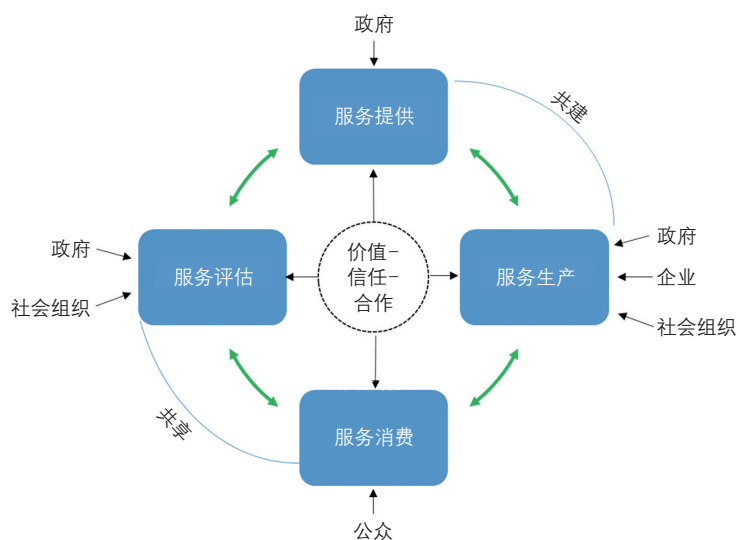 政府
服务提供
共建
政府
社会组织
服务评估
价值-
信任-
合作
服务生产
政府
企业
社会组织
共享
服务消费
公众